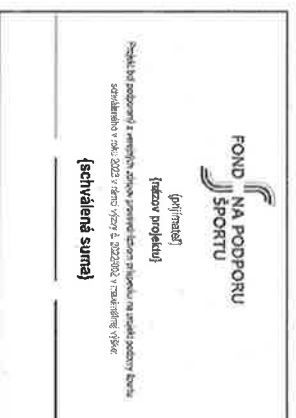 FOND NA PODPORU
ŠPORTU
{prijímateľ}
{názov projektu}
Projekt bol podporený z verejných zdrojov prostredníctvom príspevku na projekt podpory športu
schváleného v roku 2022 v rámci výzvy č. 2022/002 v maximálnej výške:
{schválená suma}